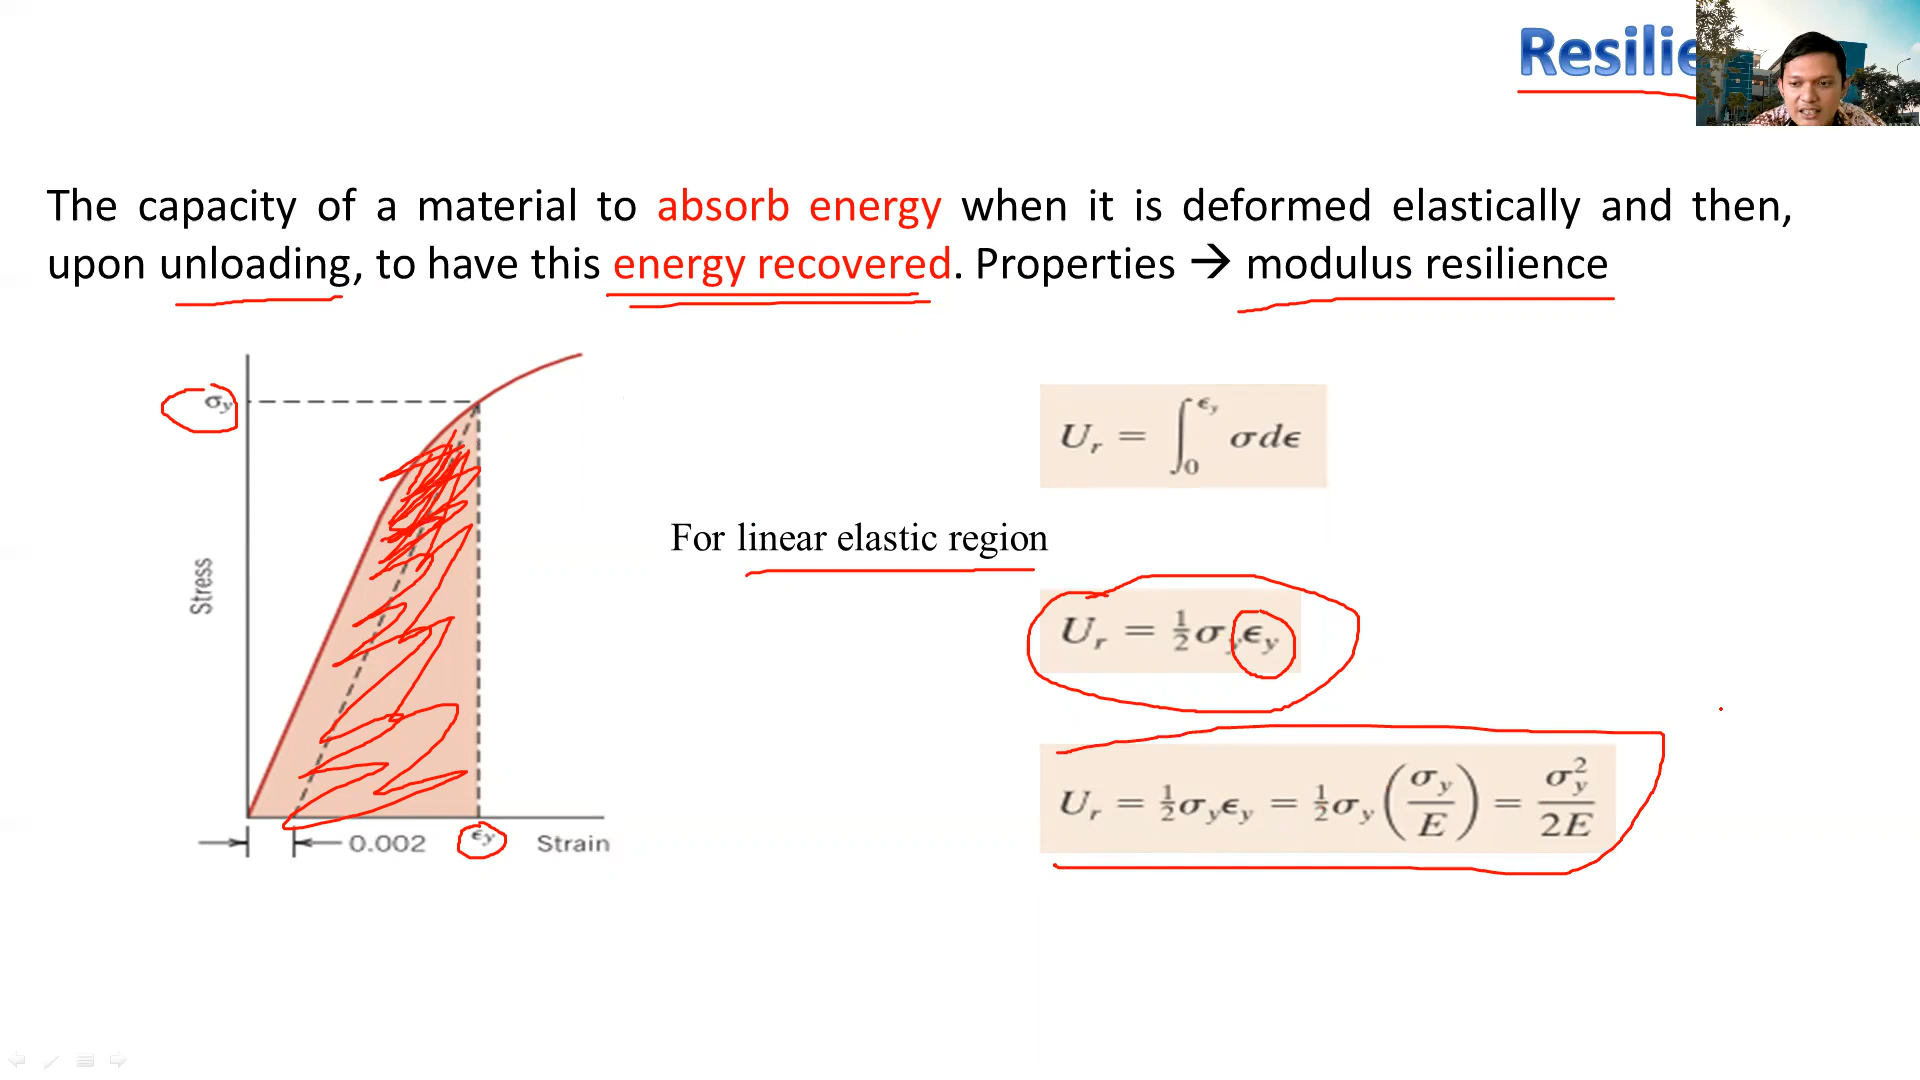 Resilie
The capacity of a material to absorb energy when it is deformed elastically and then,
upon unloading, to have this energy recovered. Properties → modulus resilience
σy
Stress
0.002
ϵy
Strain
U_r = ∫_0^{ϵ_y} σdϵ
For linear elastic region
U_r = ½σ_yϵ_y
U_r = ½σ_yϵ_y = ½σ_y(σ_y/E) = σ_y²/2E